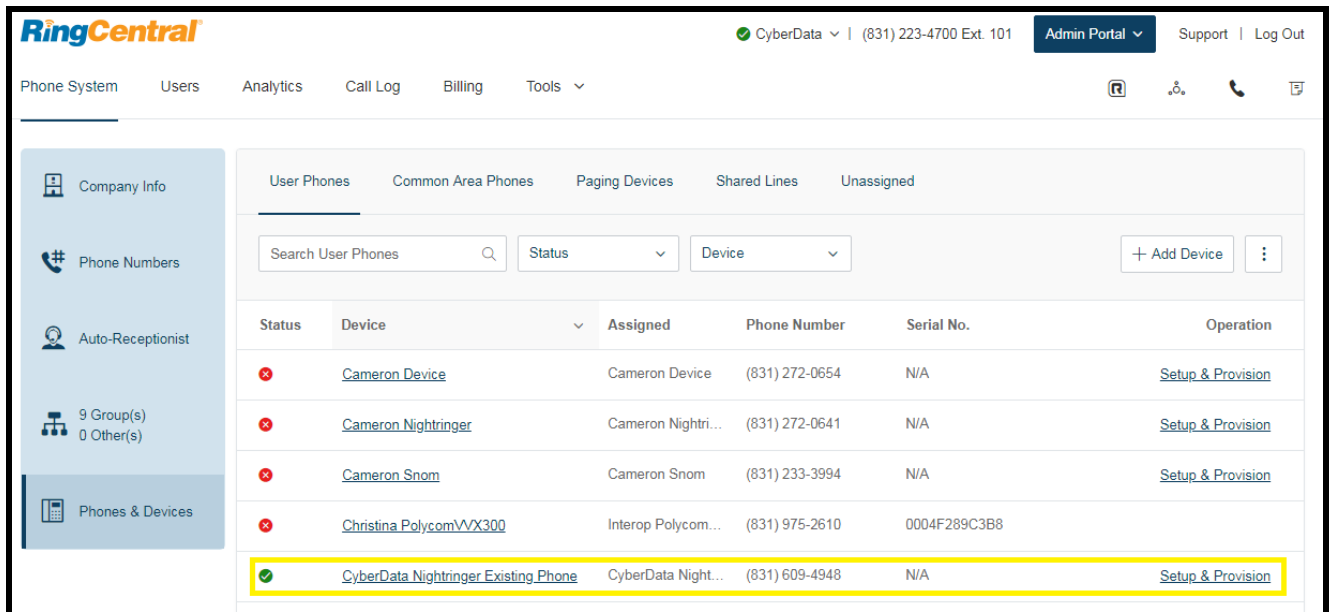 RingCentral
CyberData | (831) 223-4700 Ext. 101 Admin Portal Support | Log Out
Phone System Users Analytics Call Log Billing Tools
Company Info
Phone Numbers
Auto-Receptionist
9 Group(s)
0 Other(s)
Phones & Devices
User Phones Common Area Phones Paging Devices Shared Lines Unassigned
Search User Phones Status Device + Add Device
Status Device Assigned Phone Number Serial No. Operation
Cameron Device Cameron Device (831) 272-0654 N/A Setup & Provision
Cameron Nightringer Cameron Nightri... (831) 272-0641 N/A Setup & Provision
Cameron Snom Cameron Snom (831) 233-3994 N/A Setup & Provision
Christina PolycomVVX300 Interop Polycom... (831) 975-2610 0004F289C3B8
CyberData Nightringer Existing Phone CyberData Night... (831) 609-4948 N/A Setup & Provision